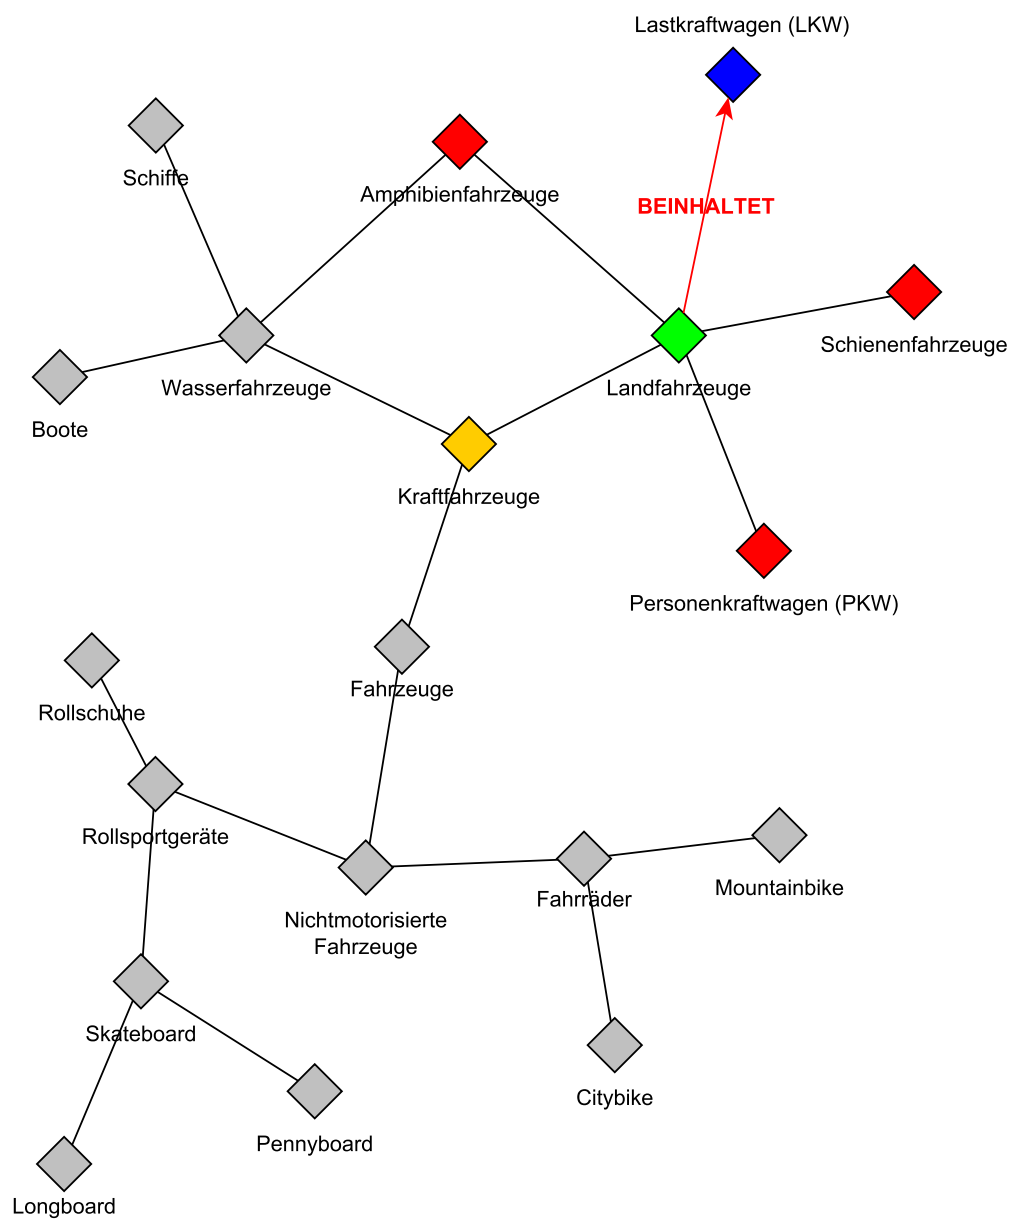 Lastkraftwagen (LKW)
Schiffe
Amphibienfahrzeuge
BEINHALTET
Schienenfahrzeuge
Wasserfahrzeuge
Landfahrzeuge
Boote
Kraftfahrzeuge
Personenkraftwagen (PKW)
Fahrzeuge
Rollschuhe
Rollsportgeräte
Mountainbike
Fahrräder
Nichtmotorisierte
Fahrzeuge
Skateboard
Citybike
Pennyboard
Longboard